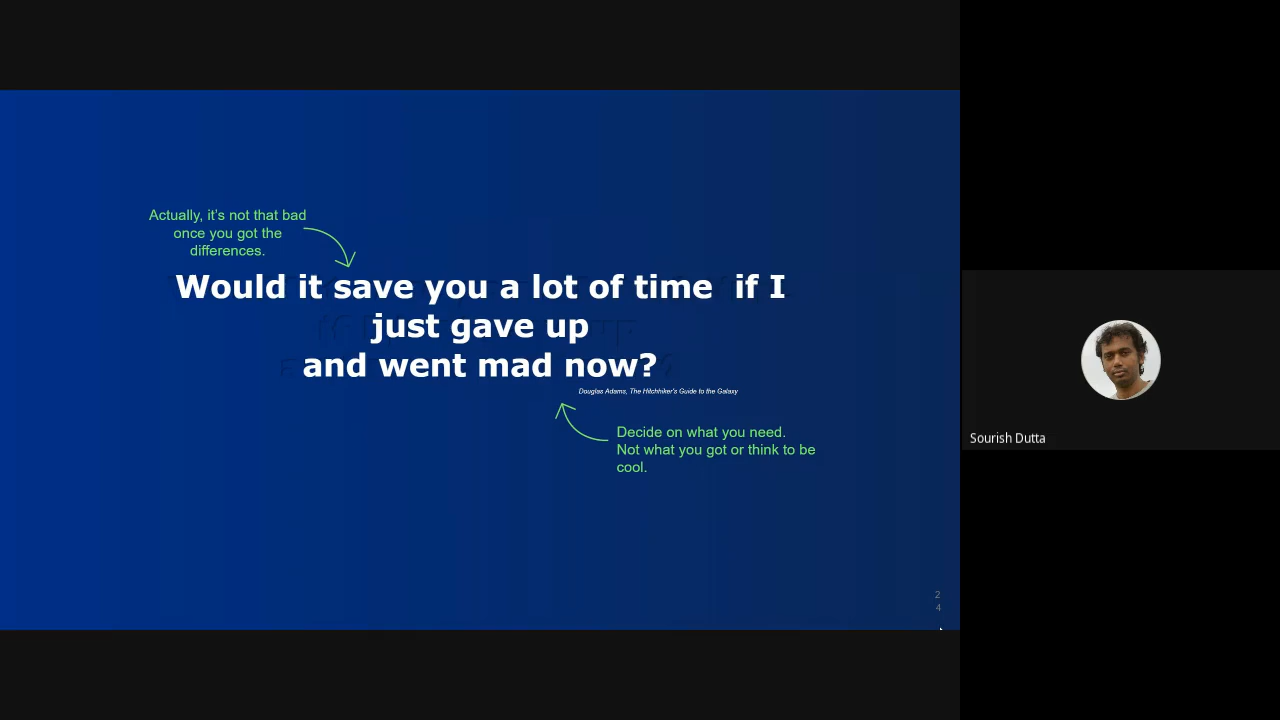 Actually, it's not that bad
once you got the
differences.
Would it save you a lot of time  if I
just gave up
and went mad now?
Douglas Adams, The Hitchhiker's Guide to the Galaxy
Decide on what you need.
Not what you got or think to be
cool.
Sourish Dutta
2
4